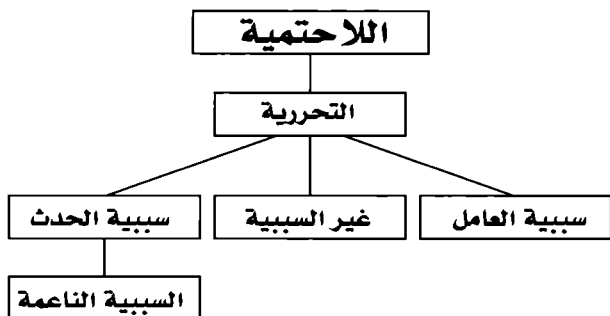 اللاحتمية
التحررية
سببية العامل
غير السببية
سببية الحدث
السببية الناعمة